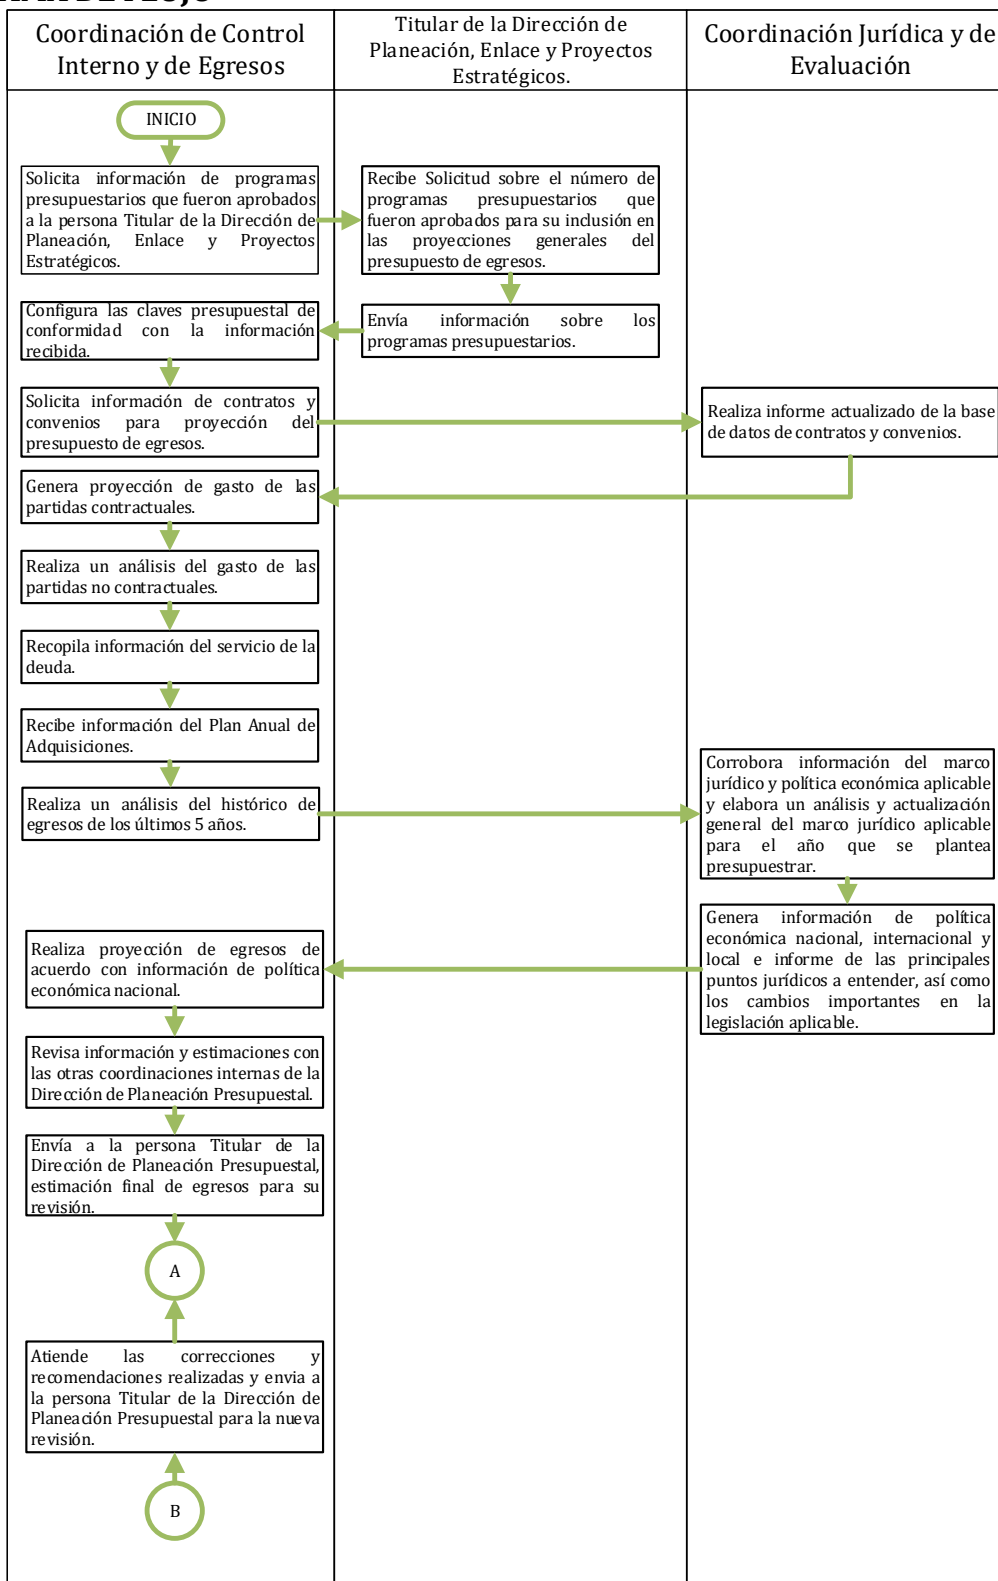 Coordinación de Control
Interno y de Egresos
Titular de la Dirección de
Planeación, Enlace y Proyectos
Estratégicos.
Coordinación Jurídica y de
Evaluación
INICIO
Solicita información de programas
presupuestarios que fueron aprobados
a la persona Titular de la Dirección de
Planeación, Enlace y Proyectos
Estratégicos.
Recibe Solicitud sobre el número de
programas presupuestarios que
fueron aprobados para su inclusión en
las proyecciones generales del
presupuesto de egresos.
Envía información sobre los
programas presupuestarios.
Configura las claves presupuestal de
conformidad con la información
recibida.
Solicita información de contratos y
convenios para proyección del
presupuesto de egresos.
Realiza informe actualizado de la base
de datos de contratos y convenios.
Genera proyección de gasto de las
partidas contractuales.
Realiza un análisis del gasto de las
partidas no contractuales.
Recopila información del servicio de la
deuda.
Recibe información del Plan Anual de
Adquisiciones.
Realiza un análisis del histórico de
egresos de los últimos 5 años.
Corrobora información del marco
jurídico y política económica aplicable
y elabora un análisis y actualización
general del marco jurídico aplicable
para el año que se plantea
presupuestrar.
Genera información de política
económica nacional, internacional y
local e informe de las principales
puntos jurídicos a entender, así como
los cambios importantes en la
legislación aplicable.
Realiza proyección de egresos de
acuerdo con información de política
económica nacional.
Revisa información y estimaciones con
las otras coordinaciones internas de la
Dirección de Planeación Presupuestal.
Envía a la persona Titular de la
Dirección de Planeación Presupuestal,
estimación final de egresos para su
revisión.
A
Atiende las correcciones y
recomendaciones realizadas y envia a
la persona Titular de la Dirección de
Planeación Presupuestal para la nueva
revisión.
B